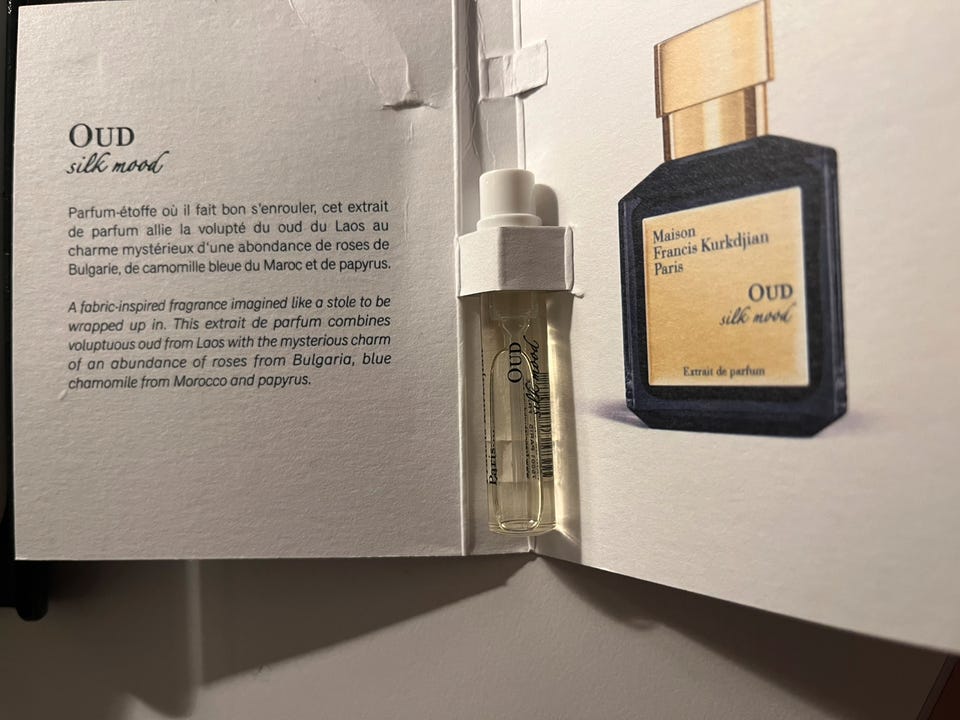 OUD
silk mood
Parfum-étoffe où il fait bon s'enrouler, cet extrait
de parfum allie la volupté du oud du Laos au
charme mystérieux d'une abondance de roses de
Bulgarie, de camomille bleue du Maroc et de papyrus.
A fabric-inspired fragrance imagined like a stole to be
wrapped up in. This extrait de parfum combines
voluptuous oud from Laos with the mysterious charm
of an abundance of roses from Bulgaria, blue
chamomile from Morocco and papyrus.
OUD
silk mood
Paris
Maison
Francis Kurkdjian
Paris
OUD
silk mood
Extrait de parfum